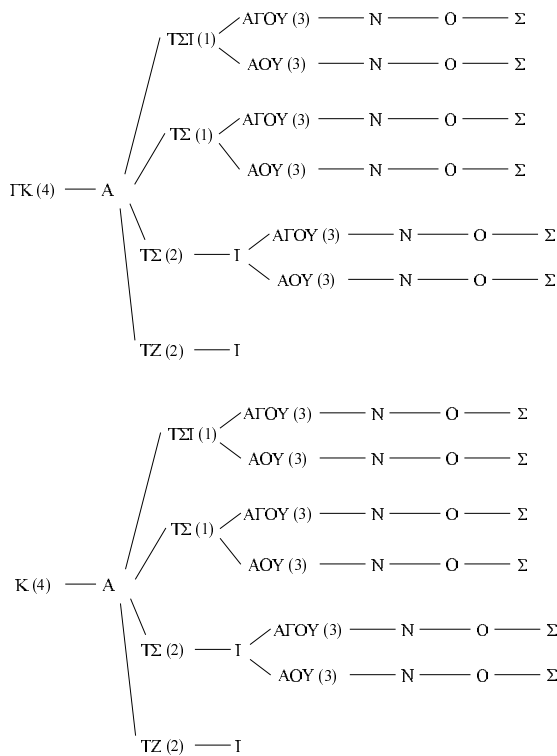 ΑΓΟΥ (3) Ν Ο Σ
ΤΣΙ (1)
ΑΟΥ (3) Ν Ο Σ
ΑΓΟΥ (3) Ν Ο Σ
ΤΣ (1)
ΑΟΥ (3) Ν Ο Σ
ΓΚ (4) Α
ΑΓΟΥ (3) Ν Ο Σ
ΤΣ (2) Ι
ΑΟΥ (3) Ν Ο Σ
ΤΖ (2) Ι
ΑΓΟΥ (3) Ν Ο Σ
ΤΣΙ (1)
ΑΟΥ (3) Ν Ο Σ
ΑΓΟΥ (3) Ν Ο Σ
ΤΣ (1)
ΑΟΥ (3) Ν Ο Σ
Κ (4) Α
ΑΓΟΥ (3) Ν Ο Σ
ΤΣ (2) Ι
ΑΟΥ (3) Ν Ο Σ
ΤΖ (2) Ι